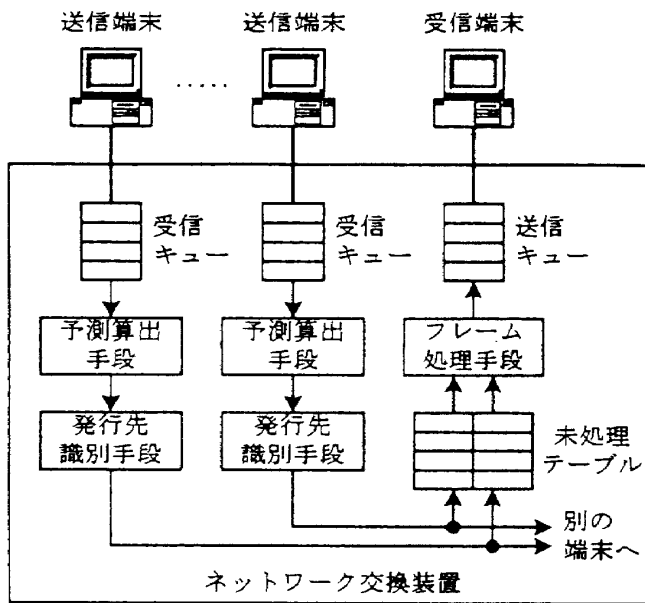 送信端末
送信端末
受信端末
.....
受信
キュー
受信
キュー
送信
キュー
予測算出
手段
予測算出
手段
フレーム
処理手段
発行先
識別手段
発行先
識別手段
未処理
テーブル
別の
端末へ
ネットワーク交換装置